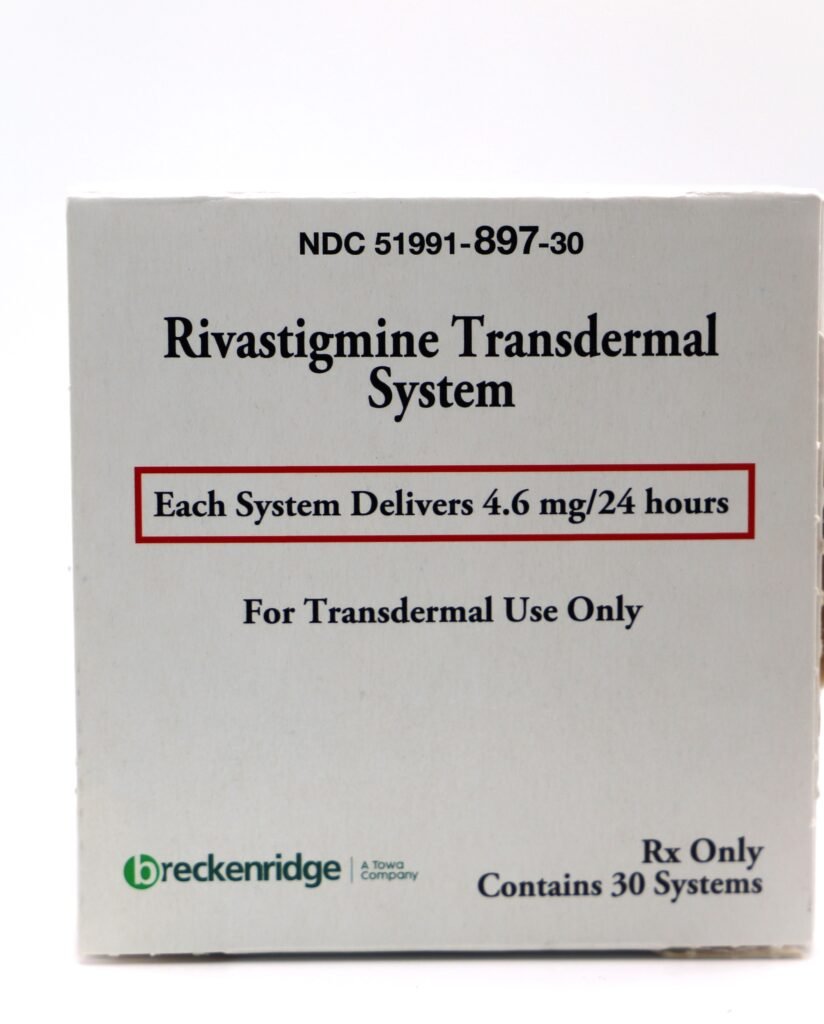 NDC 51991-897-30
Rivastigmine Transdermal
System
Each System Delivers 4.6 mg/24 hours
For Transdermal Use Only
breckenridge
A Towa
Company
Rx Only
Contains 30 Systems